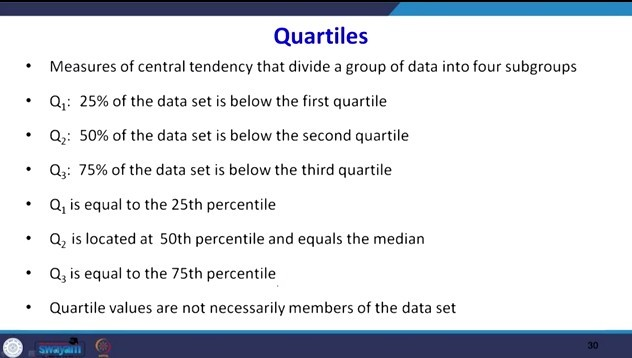 Quartiles
• Measures of central tendency that divide a group of data into four subgroups
• Q₁: 25% of the data set is below the first quartile
• Q₂: 50% of the data set is below the second quartile
• Q₃: 75% of the data set is below the third quartile
• Q₁ is equal to the 25th percentile
• Q₂ is located at 50th percentile and equals the median
• Q₃ is equal to the 75th percentile
• Quartile values are not necessarily members of the data set
swayam
30